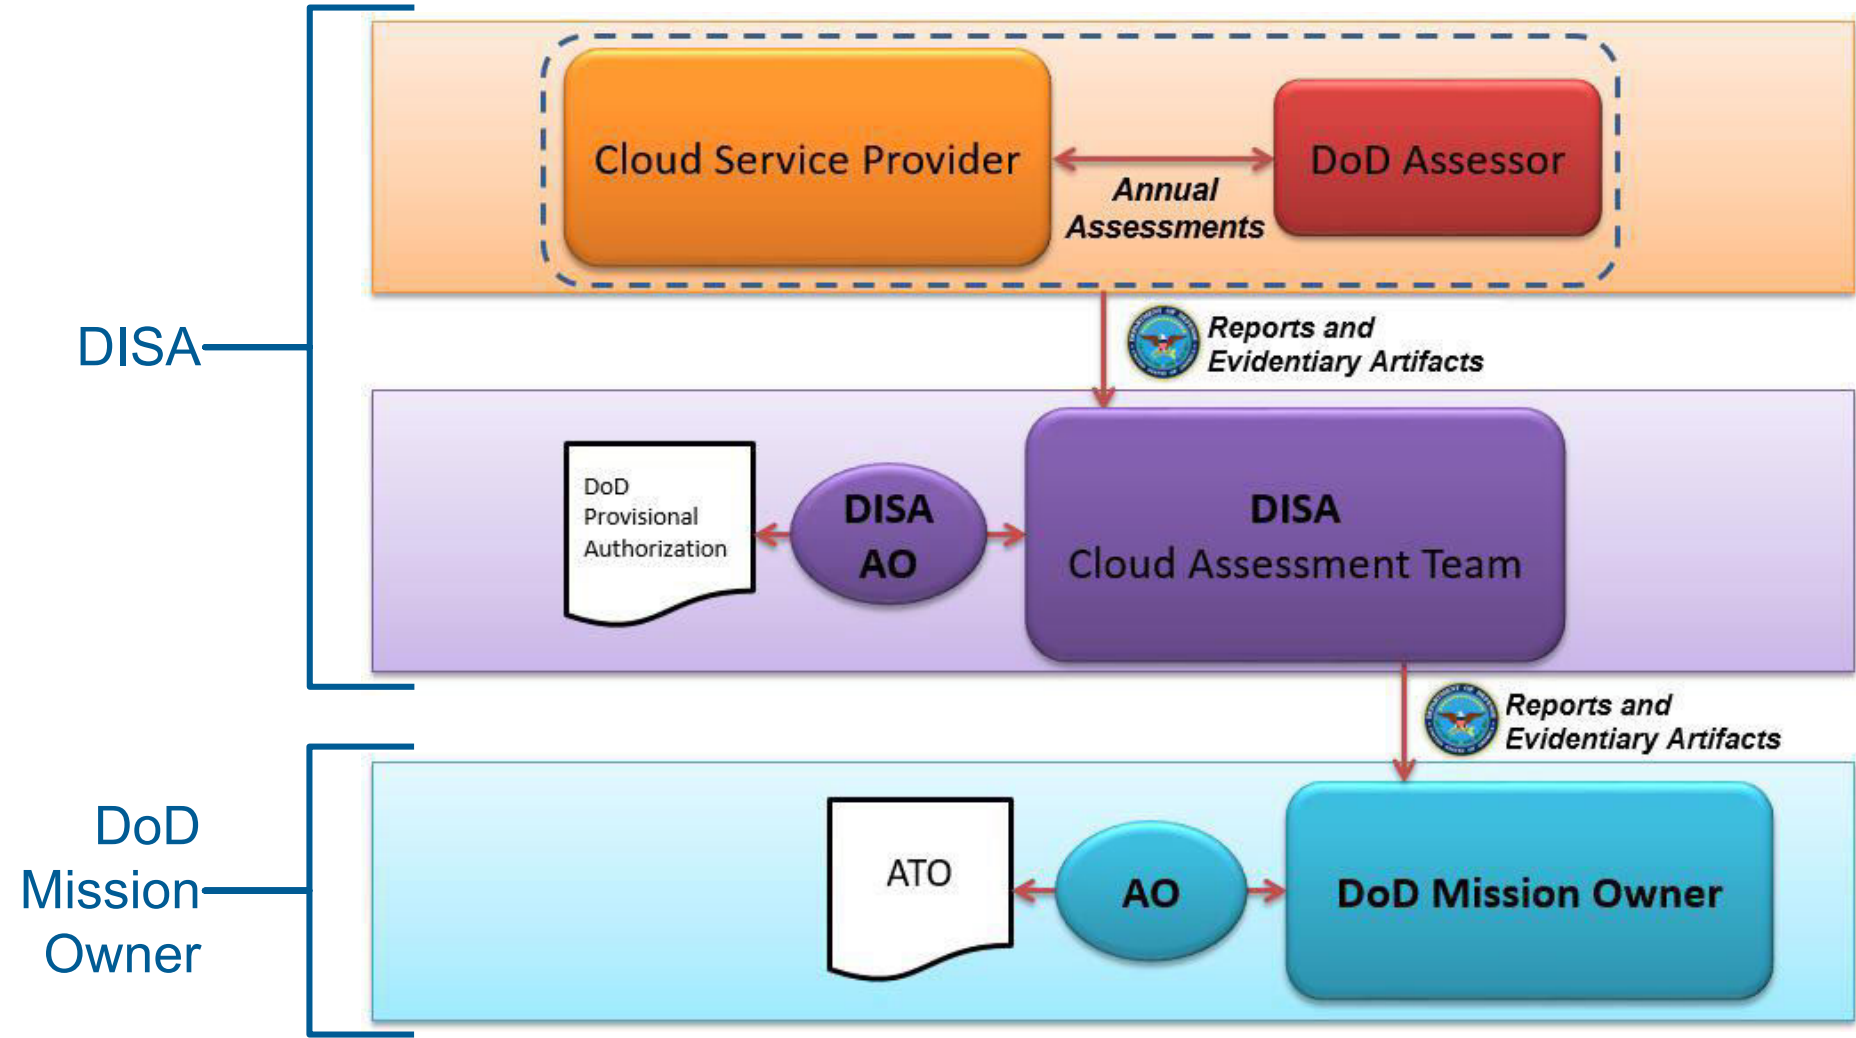 Cloud Service Provider
DoD Assessor
Annual
Assessments
DISA
Reports and
Evidentiary Artifacts
DoD
Provisional
Authorization
DISA
AO
DISA
Cloud Assessment Team
Reports and
Evidentiary Artifacts
DoD
Mission
Owner
ATO
AO
DoD Mission Owner